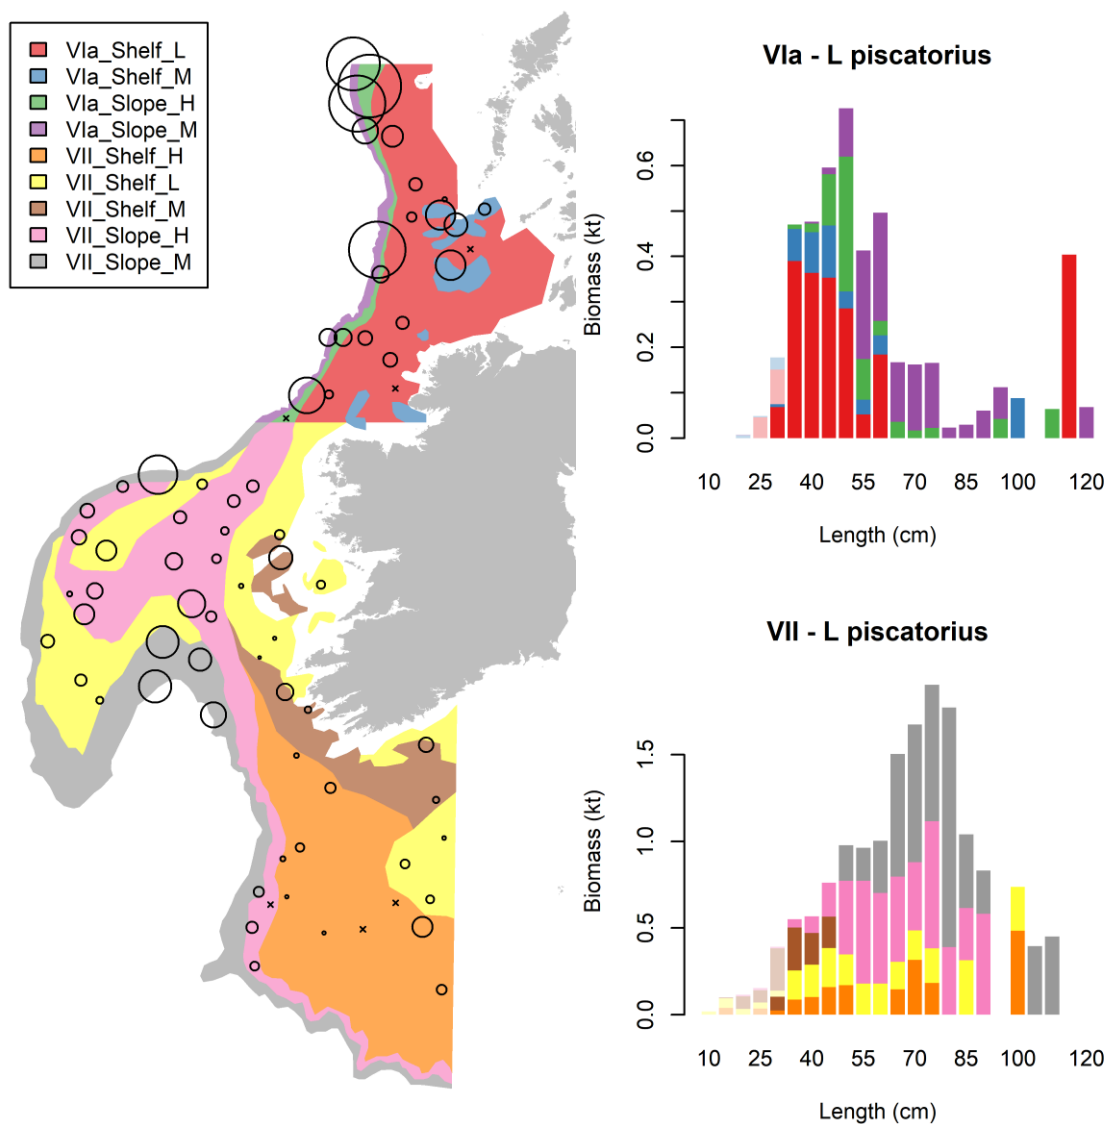 VIa_Shelf_L
VIa_Shelf_M
VIa_Slope_H
VIa_Slope_M
VII_Shelf_H
VII_Shelf_L
VII_Shelf_M
VII_Slope_H
VII_Slope_M
VIa - L piscatorius
Biomass (kt)
0.0 0.2 0.4 0.6
10 25 40 55 70 85 100 120
Length (cm)
VII - L piscatorius
Biomass (kt)
0.0 0.5 1.0 1.5
10 25 40 55 70 85 100 120
Length (cm)